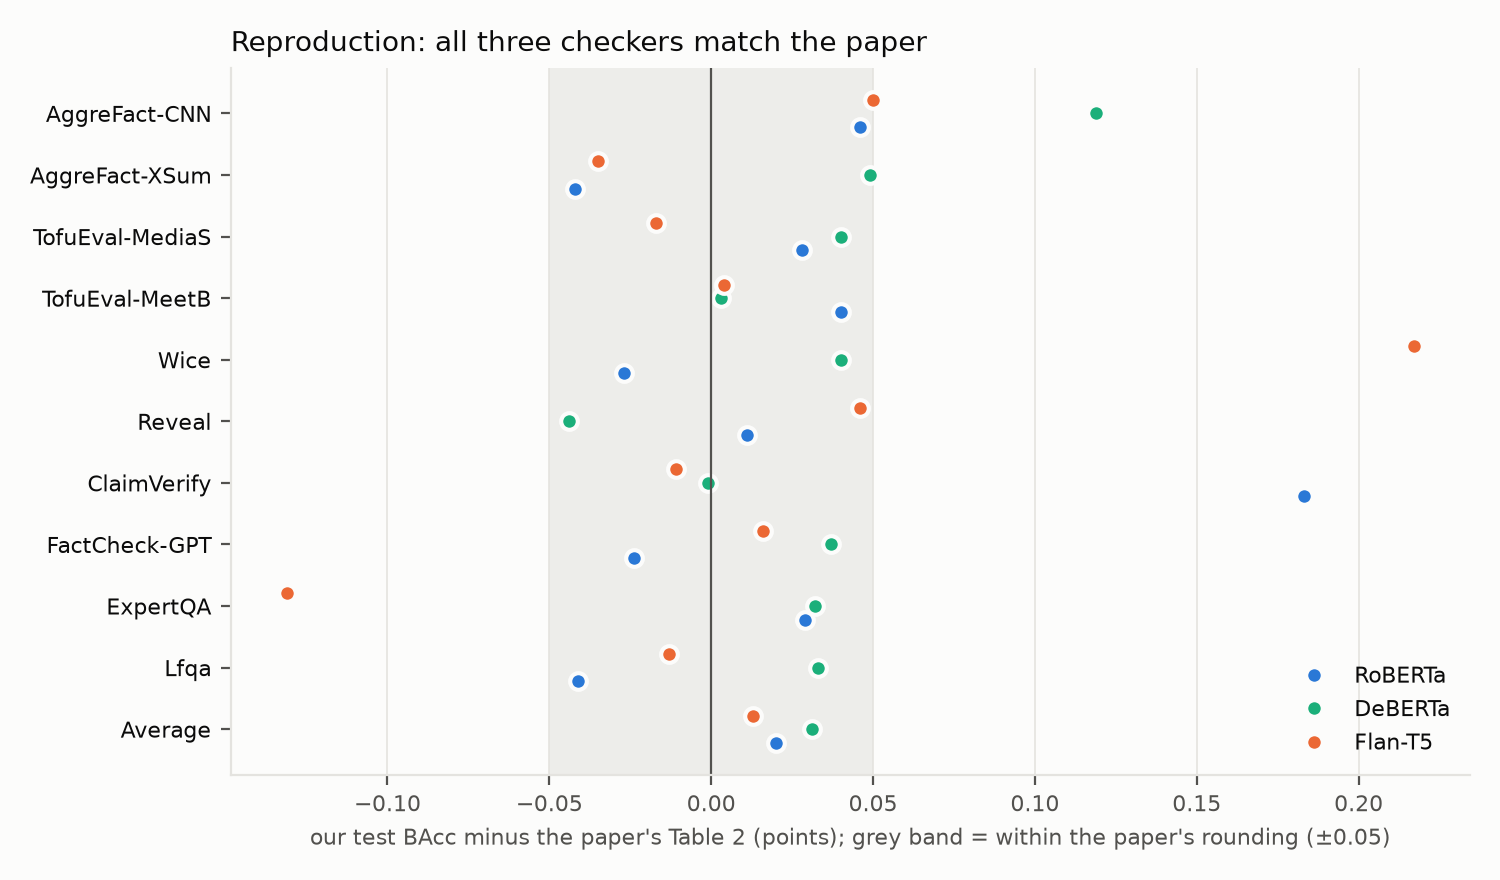 Reproduction: all three checkers match the paper
AggreFact-CNN
AggreFact-XSum
TofuEval-MediaS
TofuEval-MeetB
Wice
Reveal
ClaimVerify
FactCheck-GPT
ExpertQA
Lfqa
Average
RoBERTa
DeBERTa
Flan-T5
−0.10 −0.05 0.00 0.05 0.10 0.15 0.20
our test BAcc minus the paper's Table 2 (points); grey band = within the paper's rounding (±0.05)